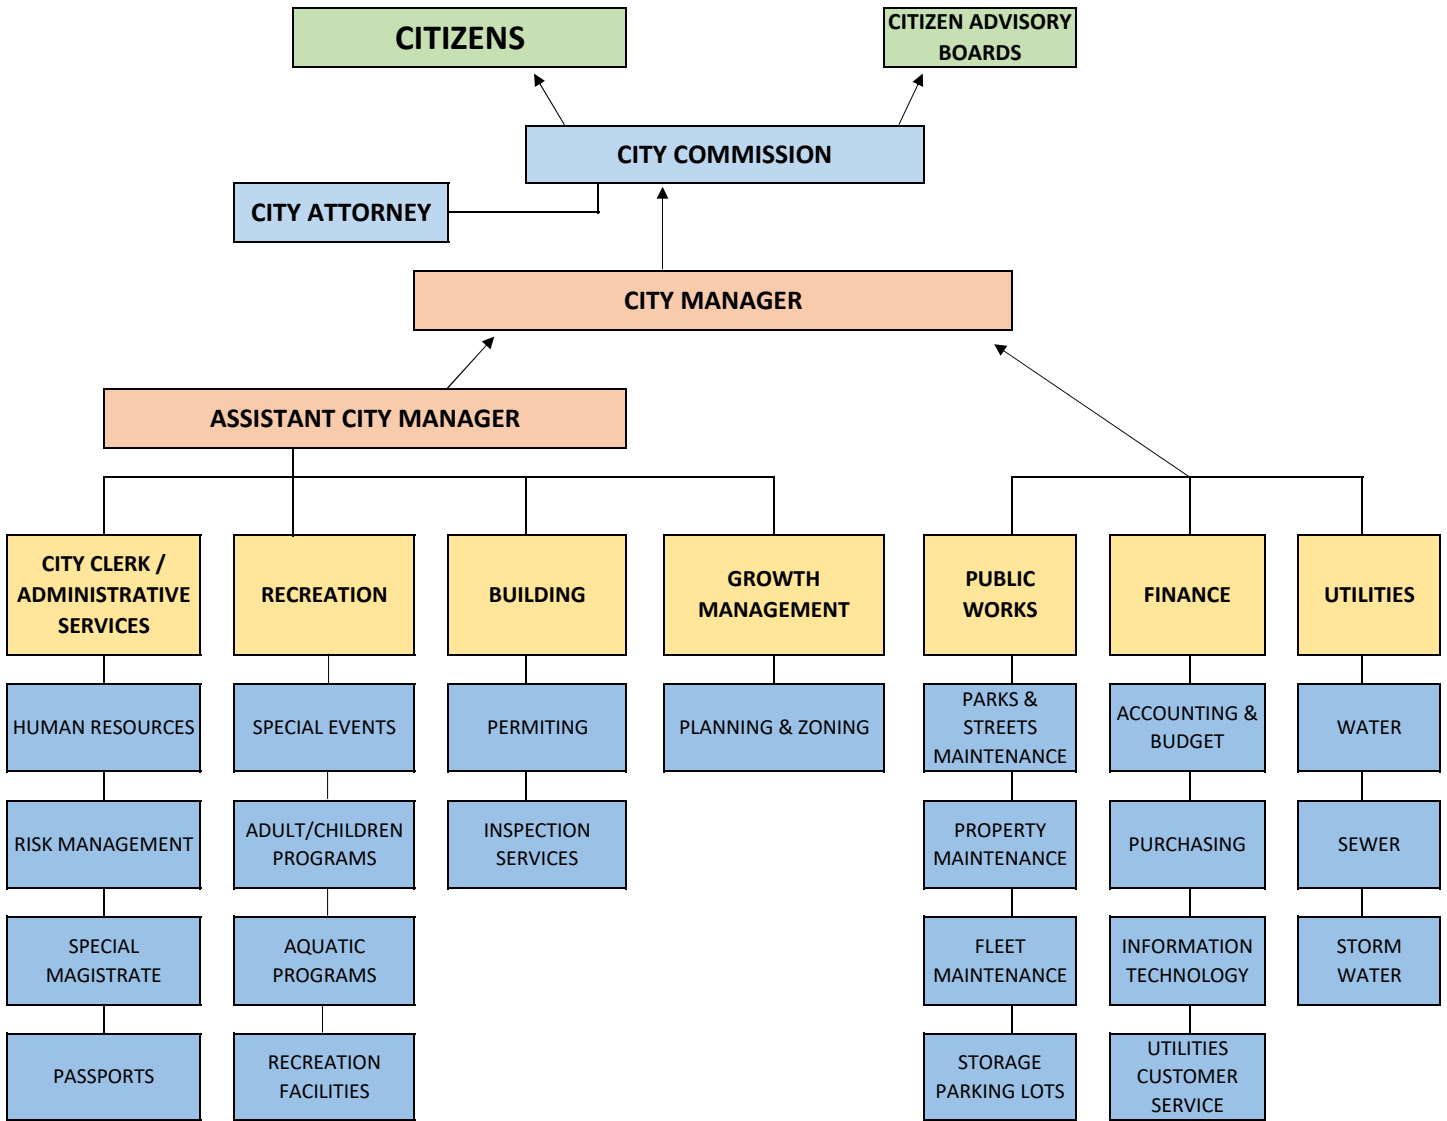 CITIZENS
CITIZEN ADVISORY
BOARDS
CITY COMMISSION
CITY ATTORNEY
CITY MANAGER
ASSISTANT CITY MANAGER
CITY CLERK /
ADMINISTRATIVE
SERVICES
RECREATION
BUILDING
GROWTH
MANAGEMENT
PUBLIC
WORKS
FINANCE
UTILITIES
HUMAN RESOURCES
SPECIAL EVENTS
PERMITING
PLANNING & ZONING
PARKS &
STREETS
MAINTENANCE
ACCOUNTING &
BUDGET
WATER
RISK MANAGEMENT
ADULT/CHILDREN
PROGRAMS
INSPECTION
SERVICES
PROPERTY
MAINTENANCE
PURCHASING
SEWER
SPECIAL
MAGISTRATE
AQUATIC
PROGRAMS
FLEET
MAINTENANCE
INFORMATION
TECHNOLOGY
STORM
WATER
PASSPORTS
RECREATION
FACILITIES
STORAGE
PARKING LOTS
UTILITIES
CUSTOMER
SERVICE